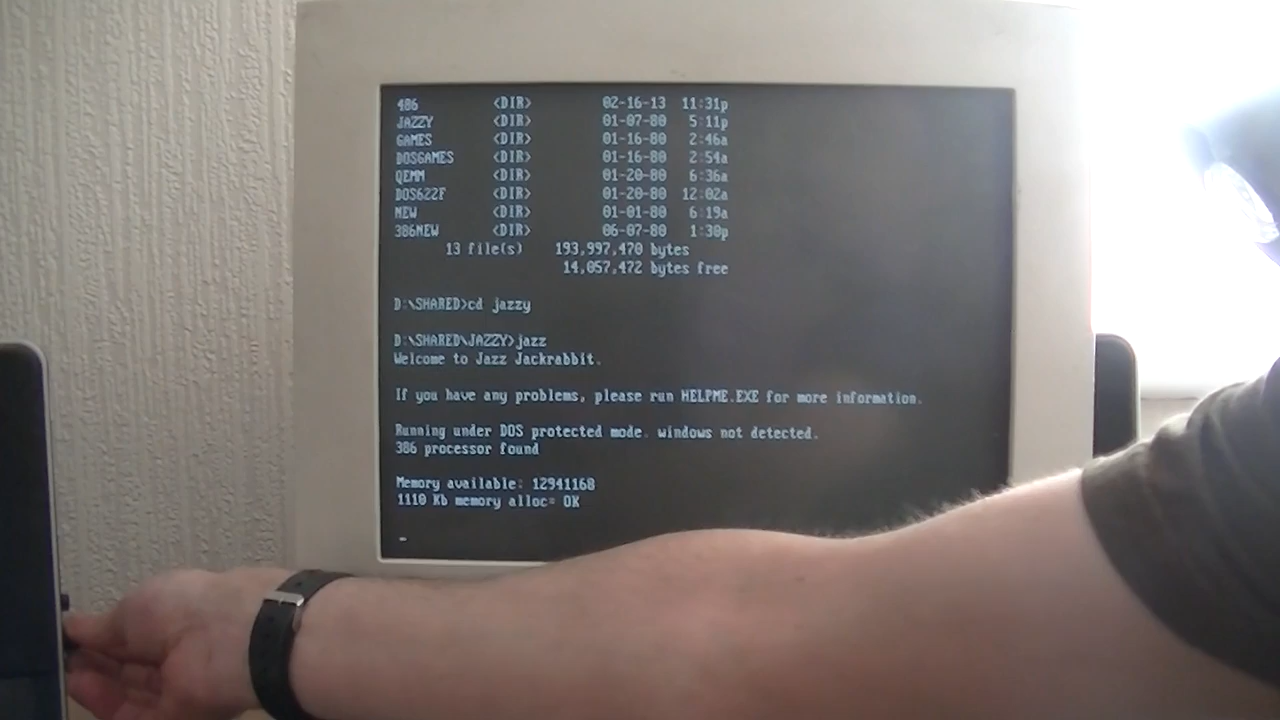 486 <DIR> 02-16-13 11:31p
JAZZY <DIR> 01-07-80 5:11p
GAMES <DIR> 01-16-80 2:46a
DOSGAMES <DIR> 01-16-80 2:54a
QEMM <DIR> 01-20-80 6:36a
DOS622F <DIR> 01-20-80 12:02a
NEW <DIR> 01-01-80 6:19a
386NEW <DIR> 06-07-80 1:30p
13 file(s) 193,997,470 bytes
14,057,472 bytes free
D:\SHARED>cd jazzy
D:\SHARED\JAZZY>jazz
Welcome to Jazz Jackrabbit.
If you have any problems, please run HELPME.EXE for more information.
Running under DOS protected mode. windows not detected.
386 processor found
Memory available: 12941168
1110 Kb memory alloc= OK
_